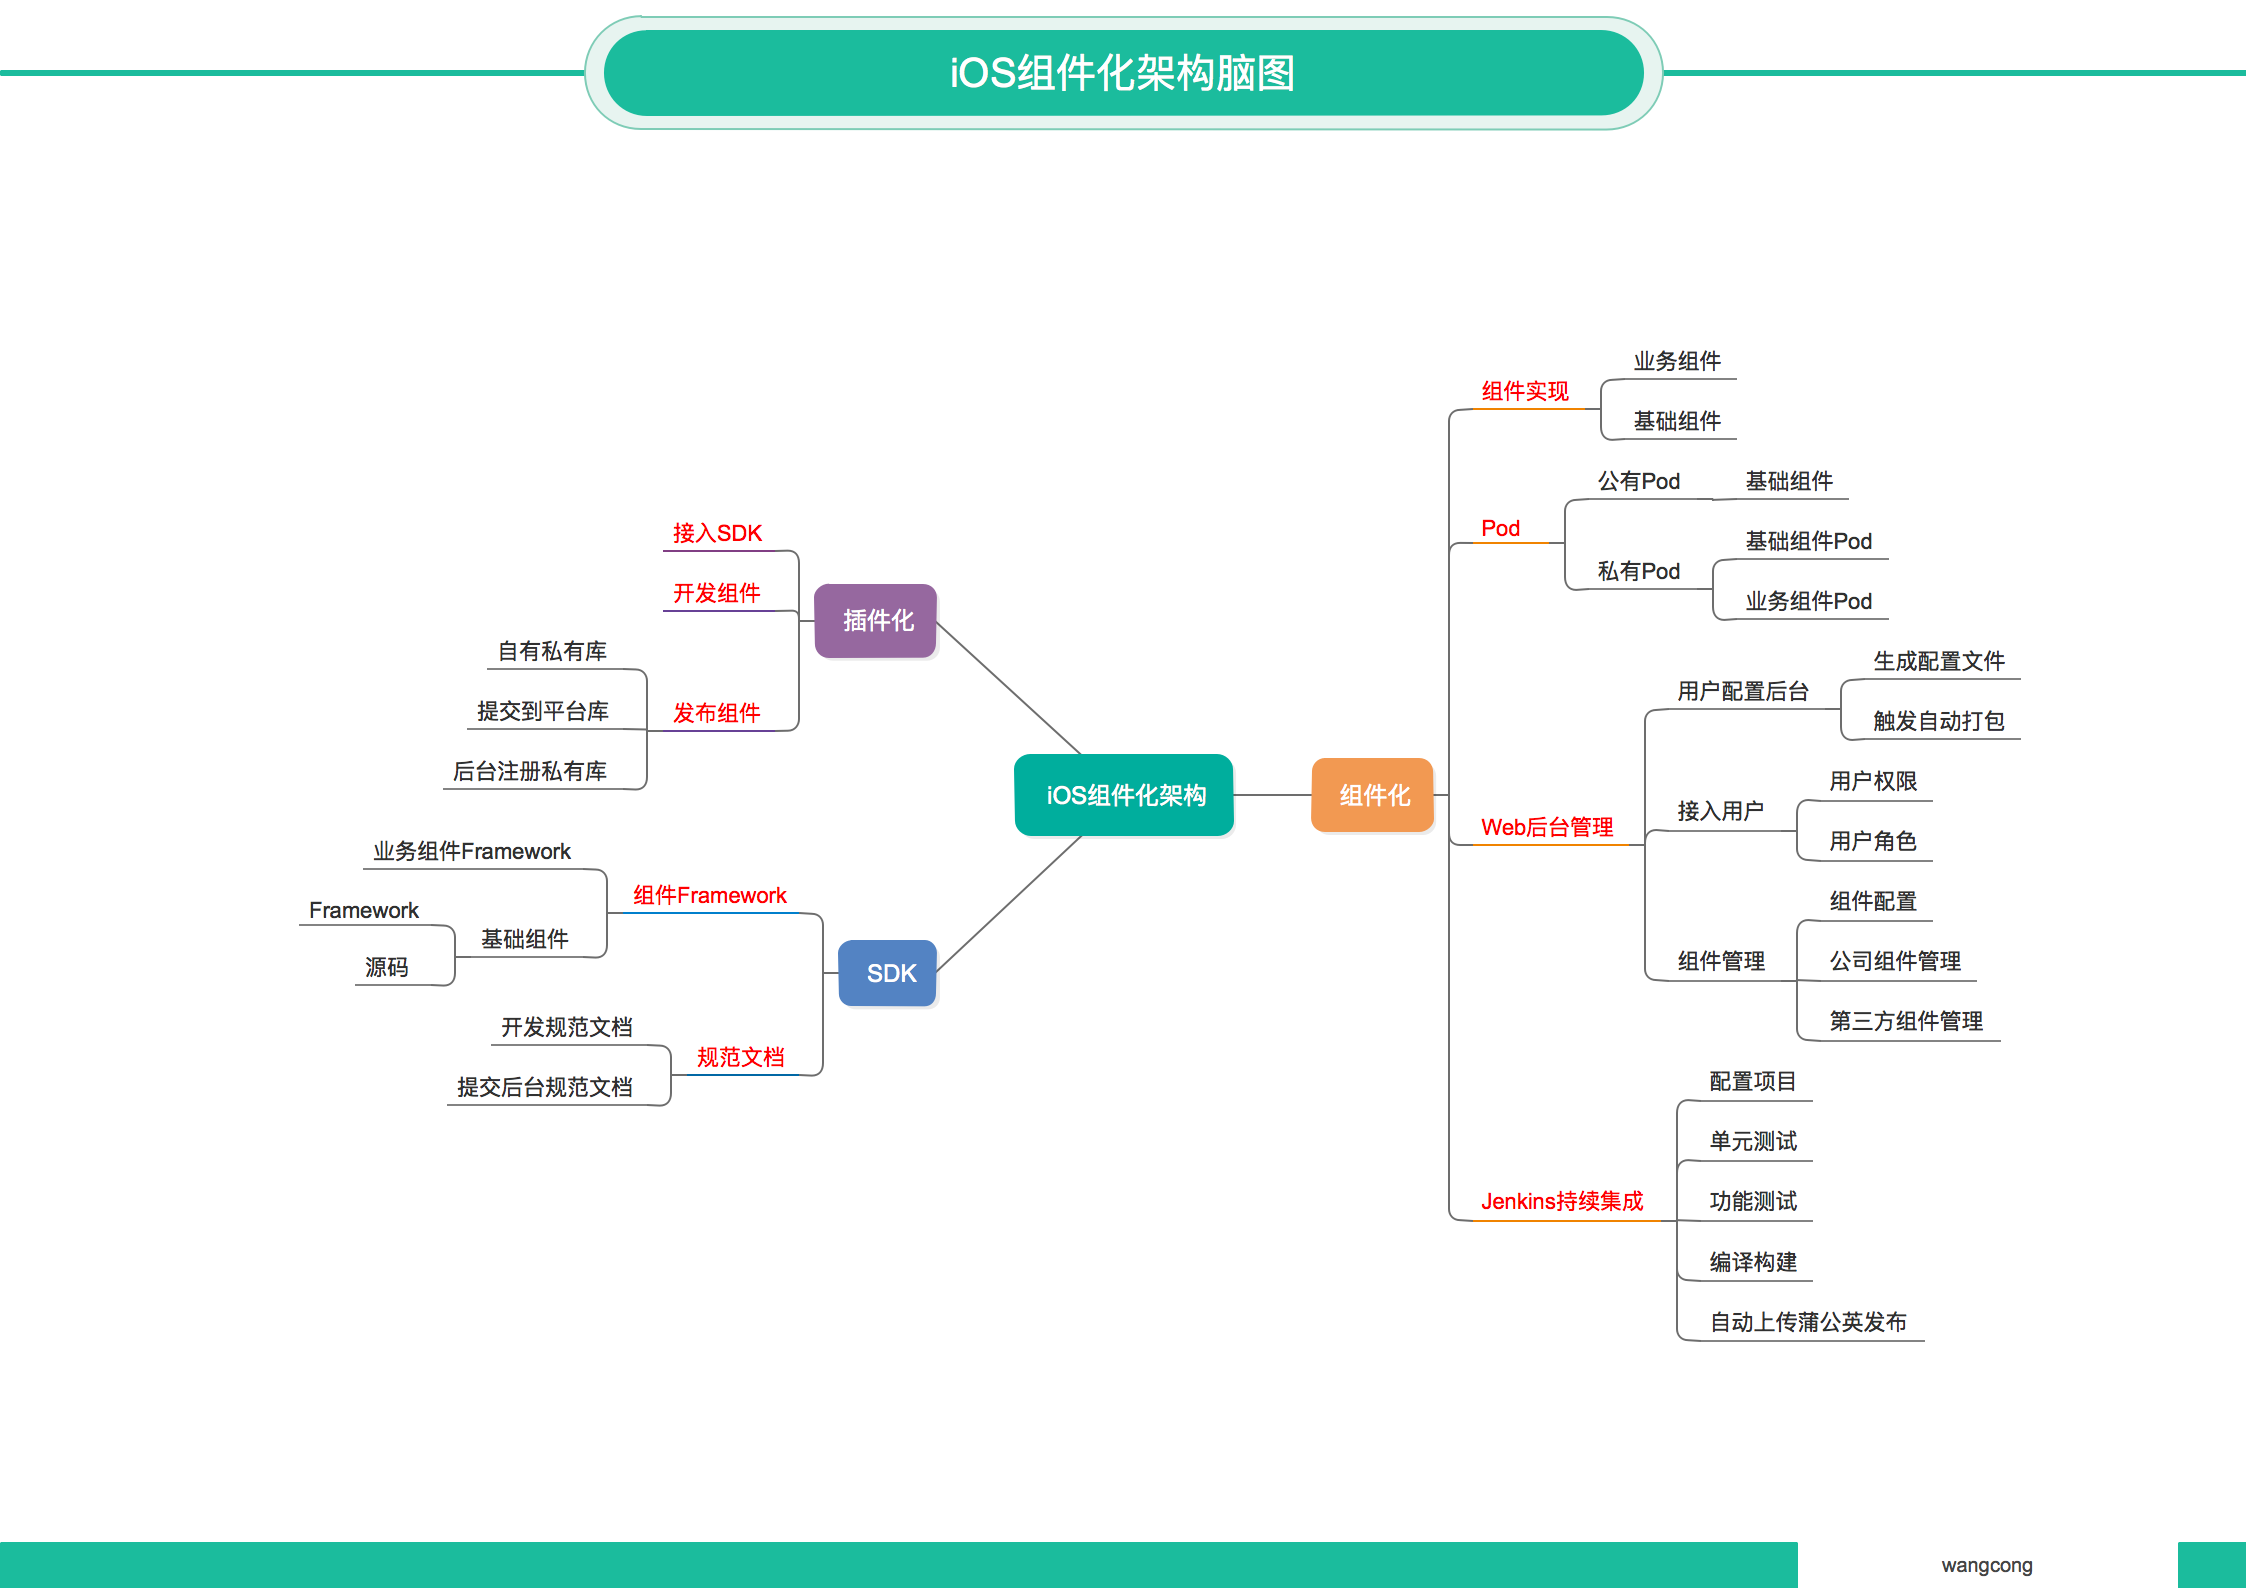 iOS组件化架构脑图
接入SDK
开发组件
插件化
自有私有库
提交到平台库
发布组件
后台注册私有库
业务组件Framework
组件Framework
Framework
基础组件
源码
SDK
开发规范文档
规范文档
提交后台规范文档
iOS组件化架构
组件化
业务组件
组件实现
基础组件
公有Pod
基础组件
Pod
基础组件Pod
私有Pod
业务组件Pod
生成配置文件
用户配置后台
触发自动打包
用户权限
接入用户
Web后台管理
用户角色
组件配置
组件管理
公司组件管理
第三方组件管理
配置项目
单元测试
Jenkins持续集成
功能测试
编译构建
自动上传蒲公英发布
wangcong